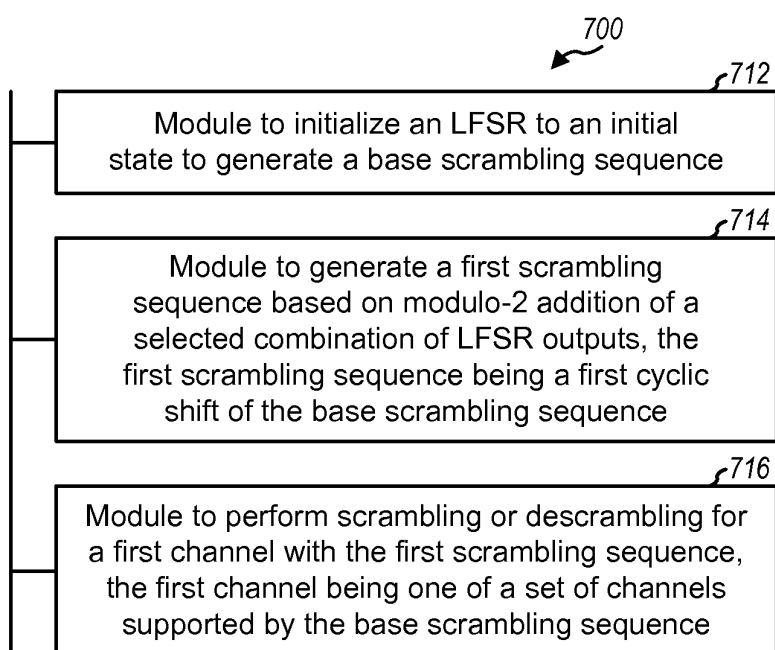 700
712
Module to initialize an LFSR to an initial
state to generate a base scrambling sequence
714
Module to generate a first scrambling
sequence based on modulo-2 addition of a
selected combination of LFSR outputs, the
first scrambling sequence being a first cyclic
shift of the base scrambling sequence
716
Module to perform scrambling or descrambling for
a first channel with the first scrambling sequence,
the first channel being one of a set of channels
supported by the base scrambling sequence